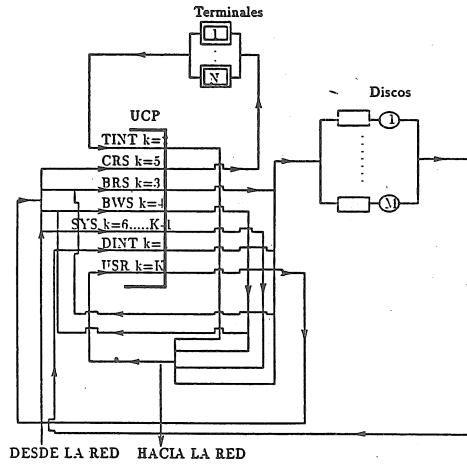 Terminales
1
N
Discos
UCP
TINT k=
CRS k=5
BRS k=3
BWS k=4
SYS k=6.....K-1
DINT k=
USR k=K
1
M
DESDE LA RED
HACIA LA RED